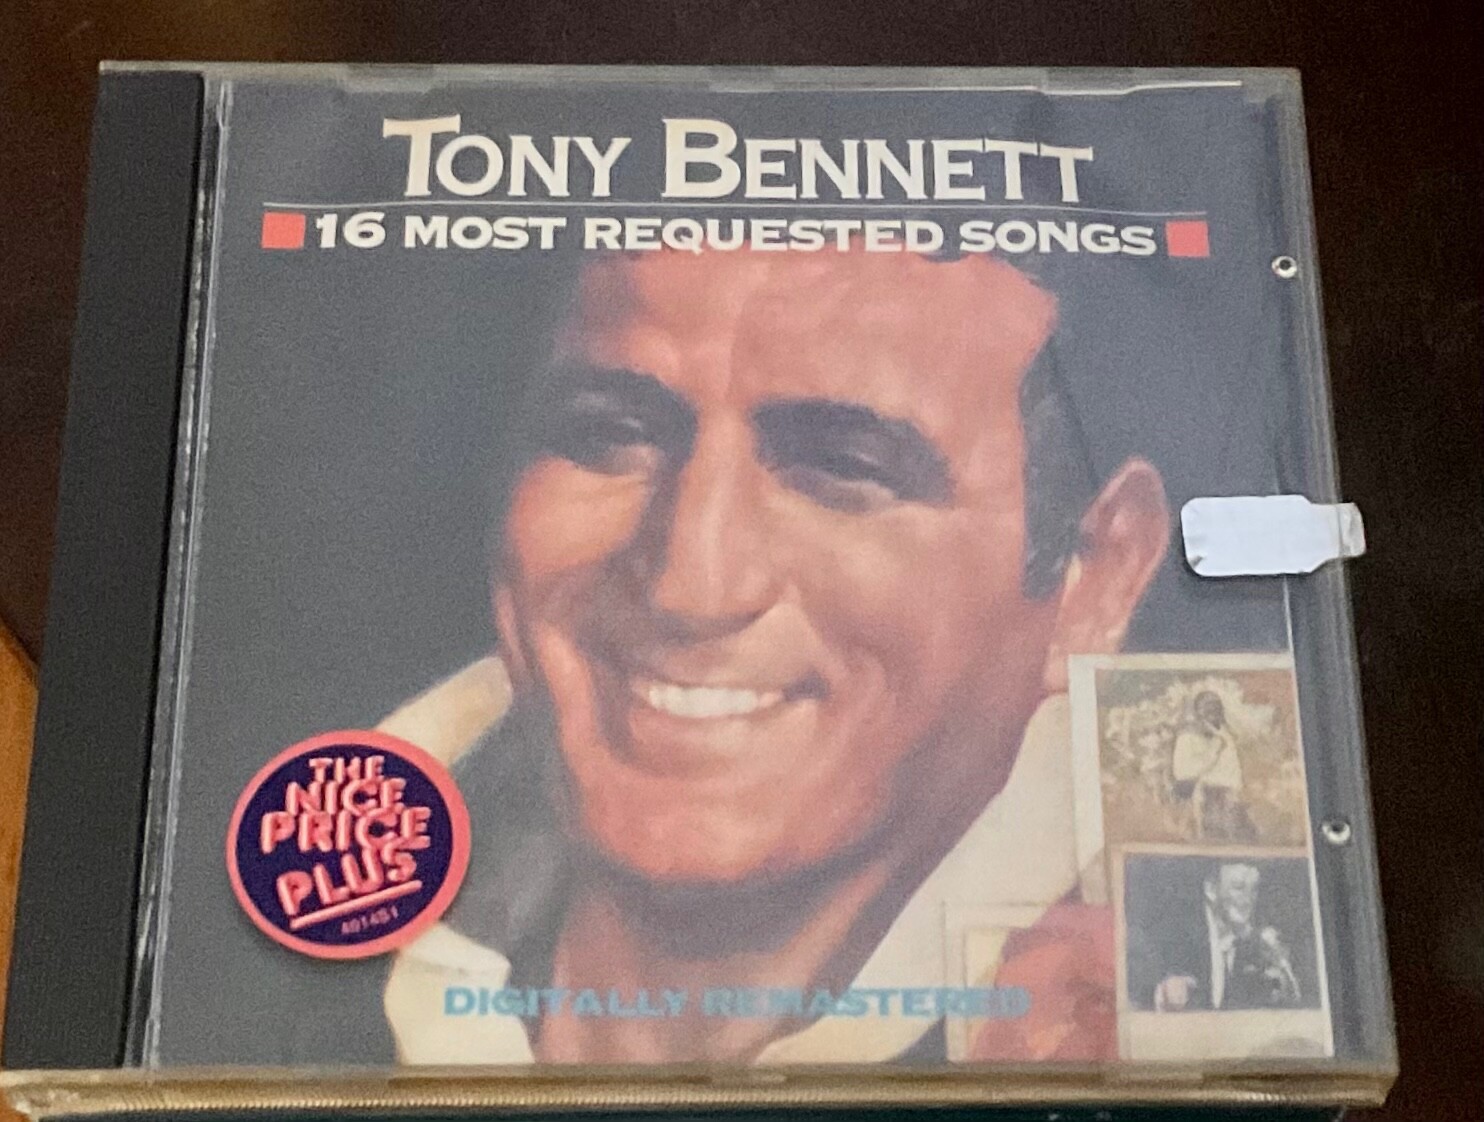 TONY BENNETT
16 MOST REQUESTED SONGS
THE
NICE
PRICE
PLUS
DIGITALLY REMASTERED